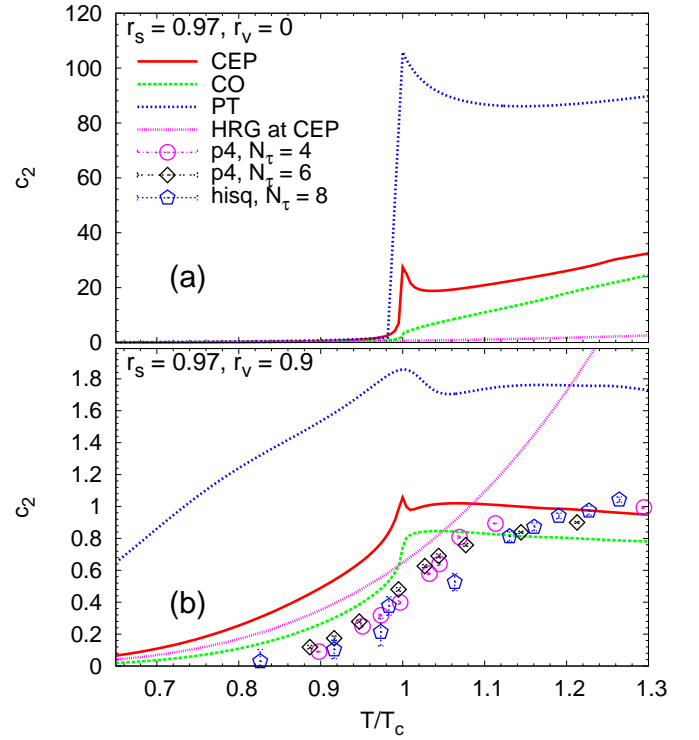 r_s = 0.97, r_v = 0
CEP
CO
PT
HRG at CEP
p4, N_τ = 4
p4, N_τ = 6
hisq, N_τ = 8
(a)
c_2
120
100
80
60
40
20
0
r_s = 0.97, r_v = 0.9
(b)
c_2
1.8
1.6
1.4
1.2
1
0.8
0.6
0.4
0.2
0
0.7 0.8 0.9 1 1.1 1.2 1.3
T/T_c